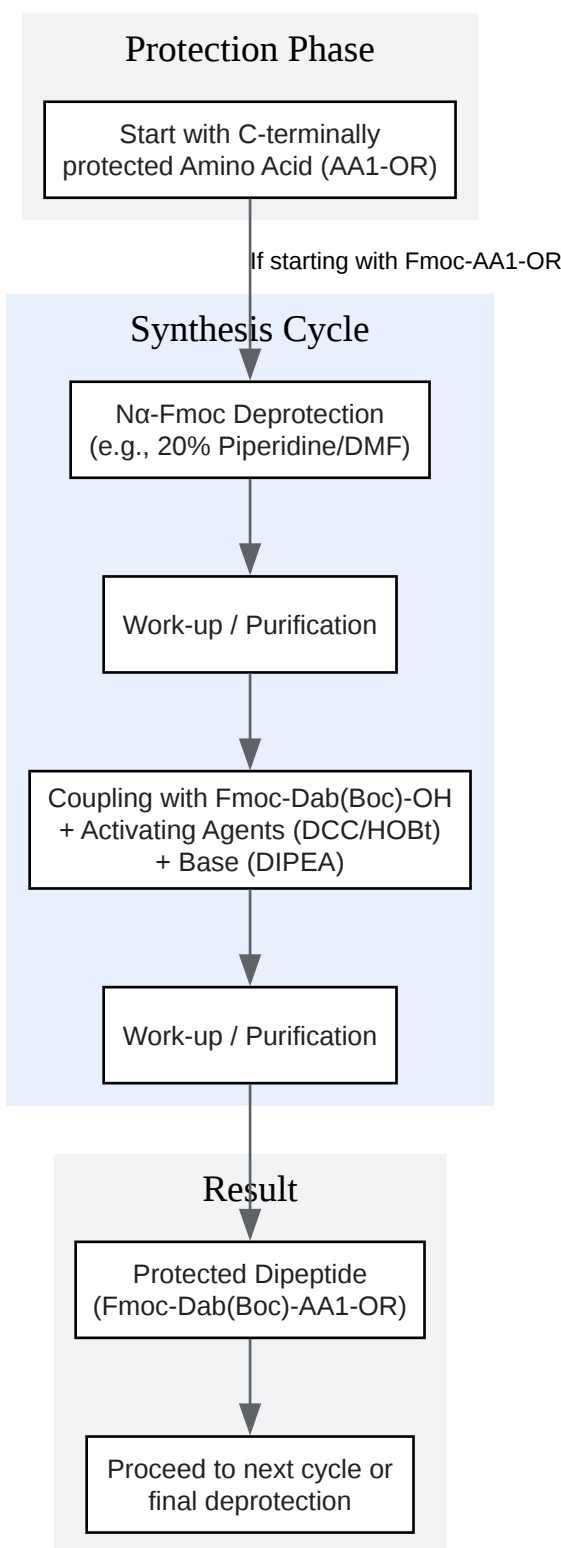 Protection Phase
Start with C-terminally
protected Amino Acid (AA1-OR)
If starting with Fmoc-AA1-OR
Synthesis Cycle
Nα-Fmoc Deprotection
(e.g., 20% Piperidine/DMF)
Work-up / Purification
Coupling with Fmoc-Dab(Boc)-OH
+ Activating Agents (DCC/HOBt)
+ Base (DIPEA)
Work-up / Purification
Result
Protected Dipeptide
(Fmoc-Dab(Boc)-AA1-OR)
Proceed to next cycle or
final deprotection